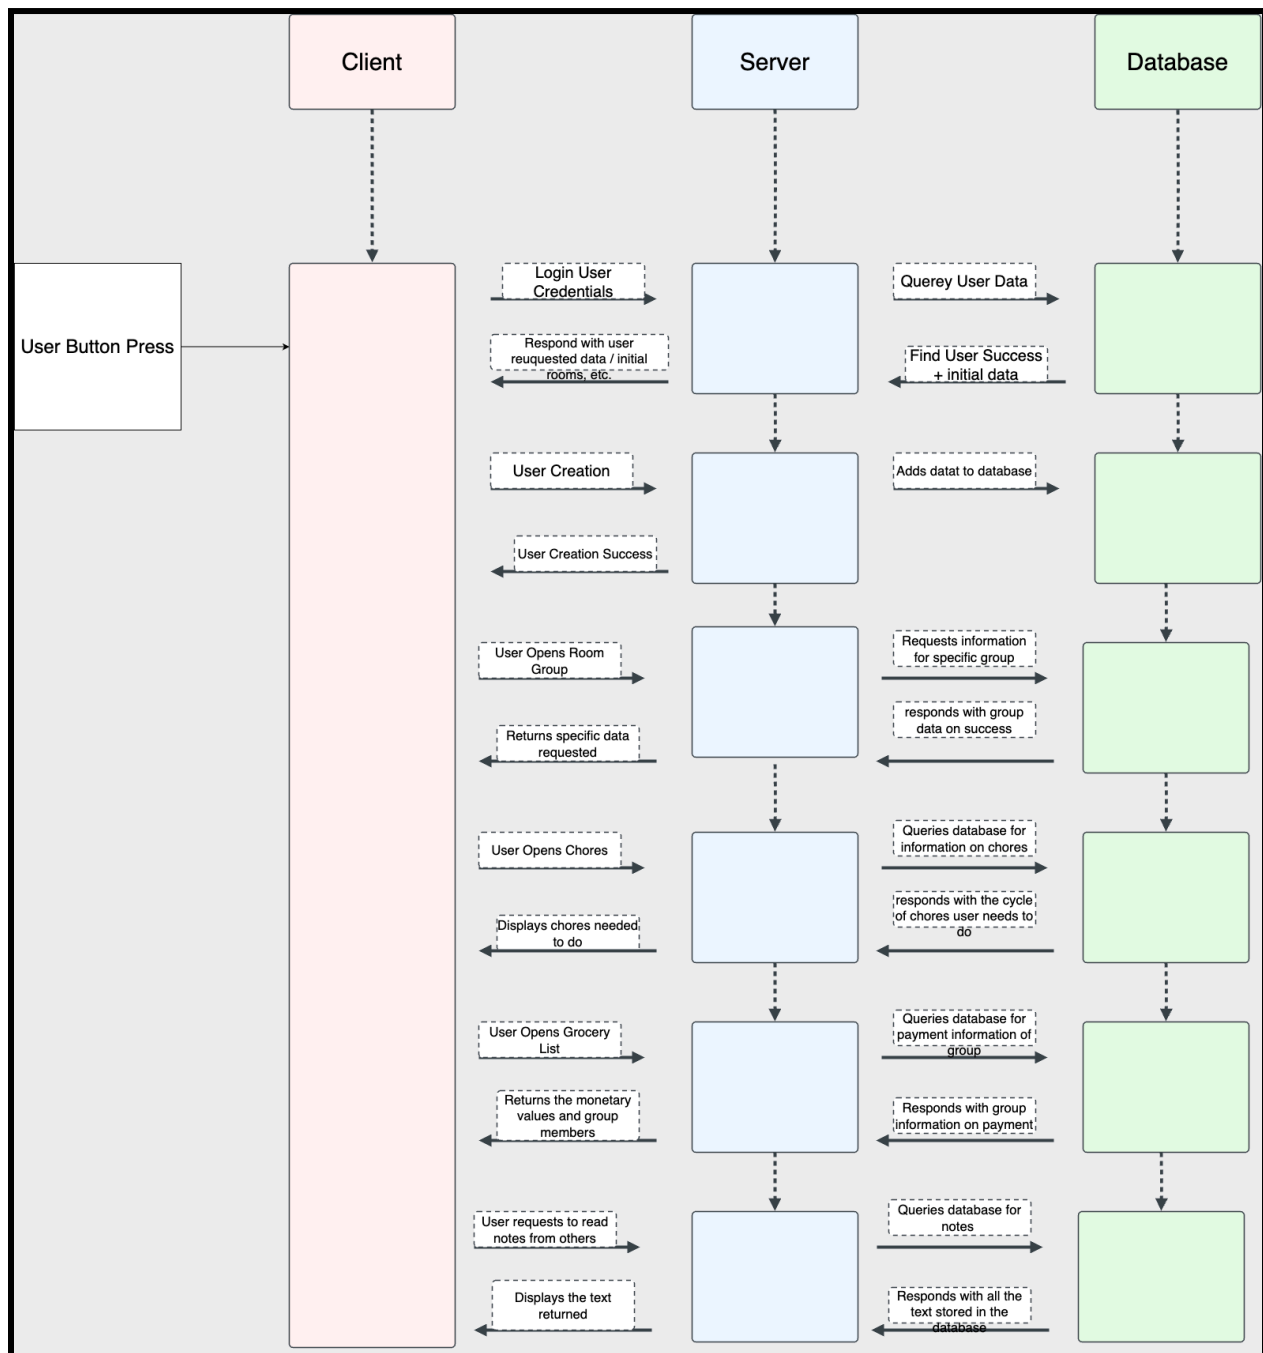 Client
Server
Database
User Button Press
Login User
Credentials
Querey User Data
Respond with user
reuquested data / initial
rooms, etc.
Find User Success
+ initial data
User Creation
Adds datat to database
User Creation Success
User Opens Room
Group
Requests information
for specific group
Returns specific data
requested
responds with group
data on success
User Opens Chores
Queries database for
information on chores
Displays chores needed
to do
responds with the cycle
of chores user needs to
do
User Opens Grocery
List
Queries database for
payment information of
group
Returns the monetary
values and group
members
Responds with group
information on payment
User requests to read
notes from others
Queries database for
notes
Displays the text
returned
Responds with all the
text stored in the
database